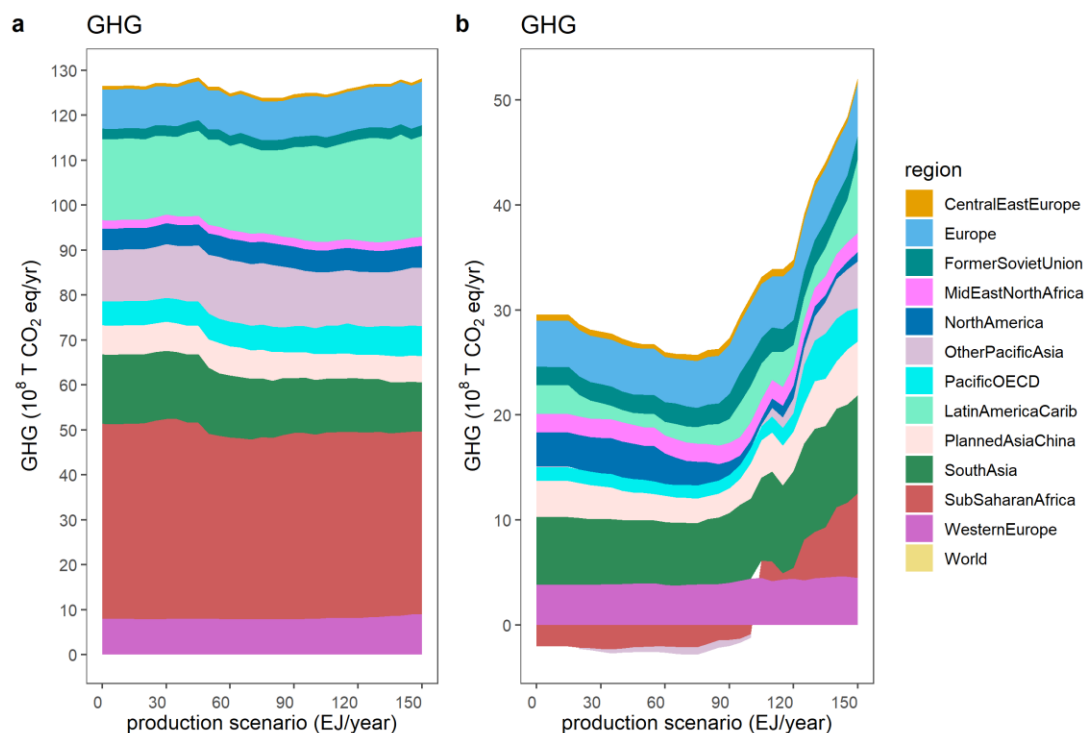 a GHG
130
120
110
100
90
80
70
60
50
40
30
20
10
0
GHG (10⁸ T CO₂ eq/yr)
0 30 60 90 120 150
production scenario (EJ/year)
b GHG
50
40
30
20
10
0
GHG (10⁸ T CO₂ eq/yr)
0 30 60 90 120 150
production scenario (EJ/year)
region
CentralEastEurope
Europe
FormerSovietUnion
MidEastNorthAfrica
NorthAmerica
OtherPacificAsia
PacificOECD
LatinAmericaCarib
PlannedAsiaChina
SouthAsia
SubSaharanAfrica
WesternEurope
World